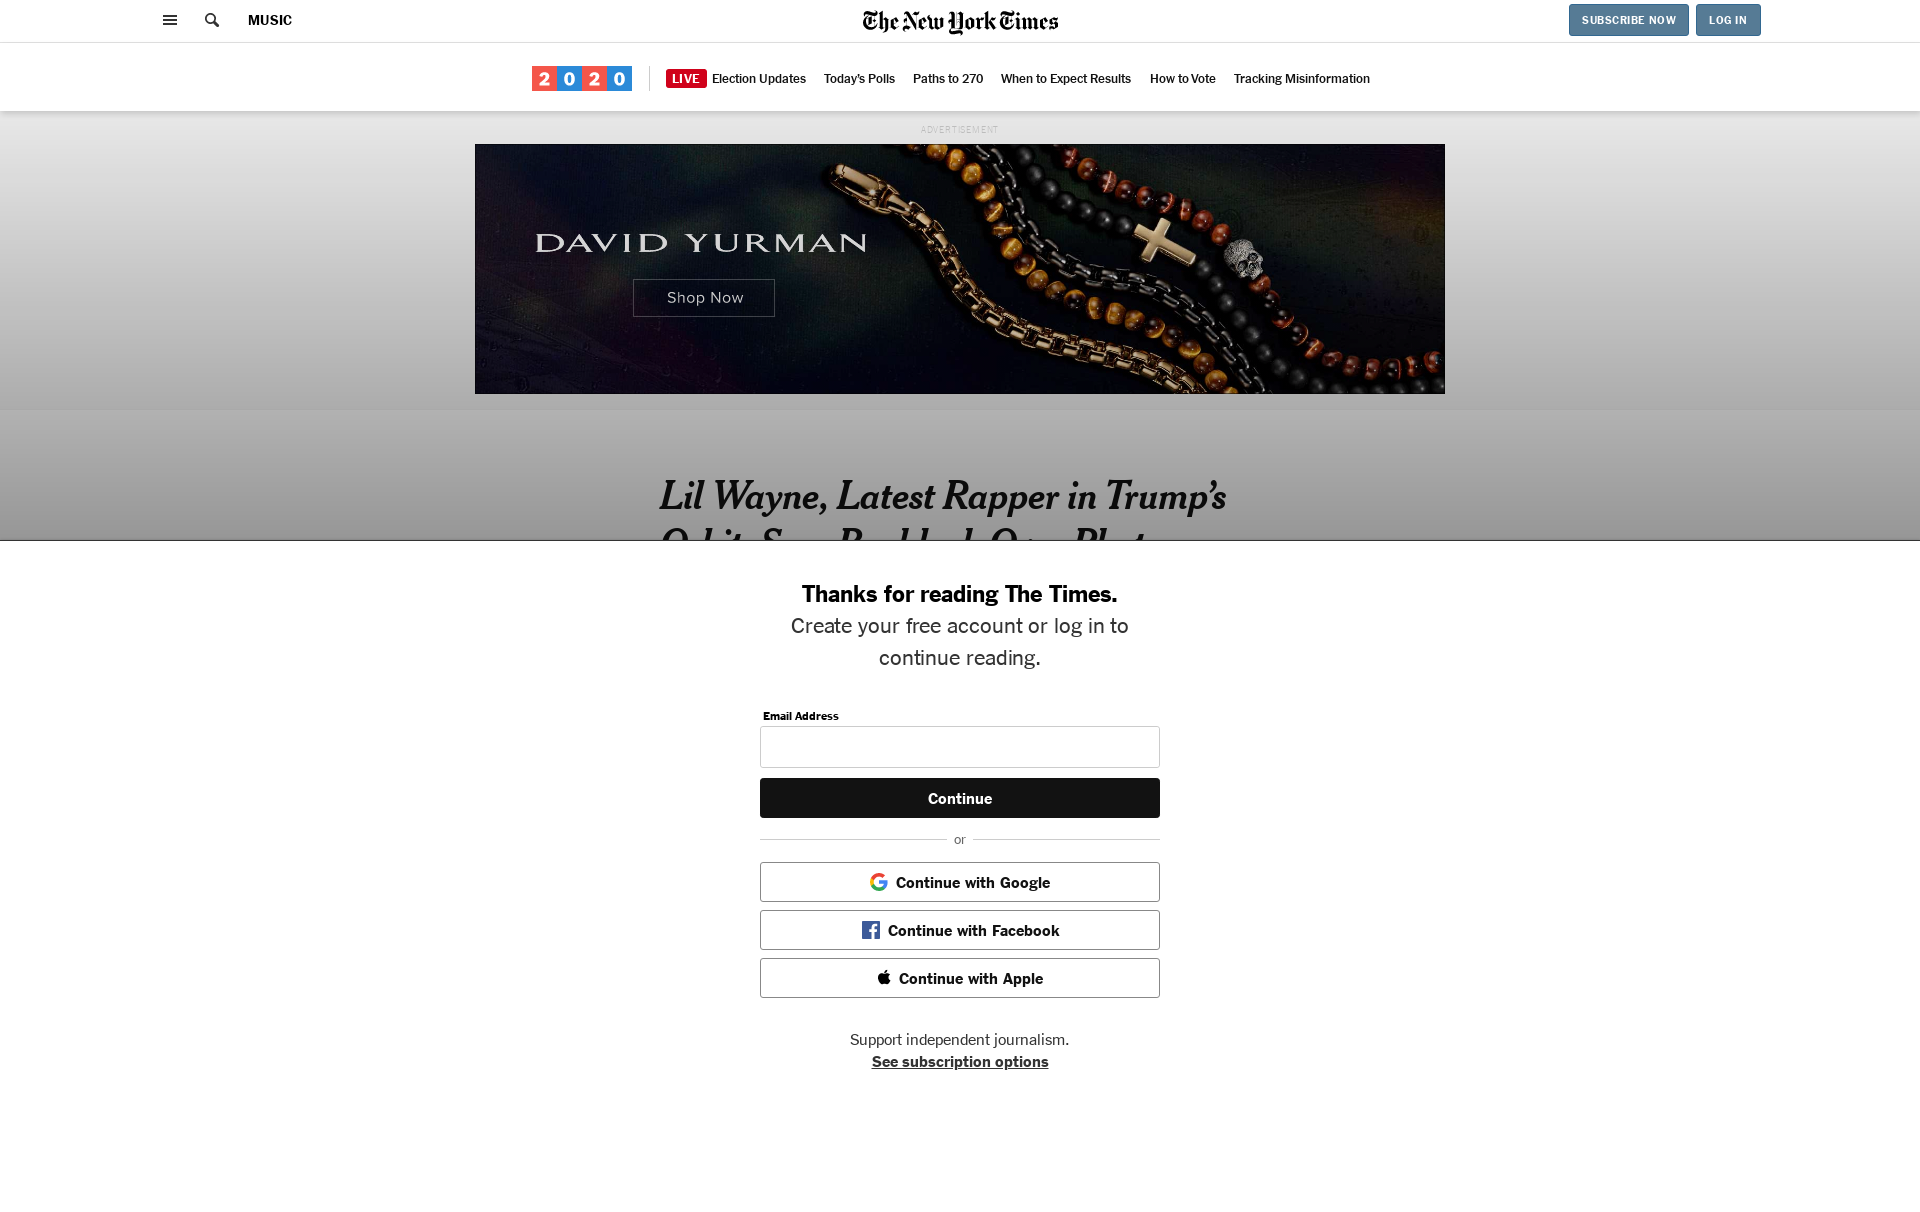 MUSIC
The New York Times
SUBSCRIBE NOW
LOG IN
2020
LIVE Election Updates
Today's Polls
Paths to 270
When to Expect Results
How to Vote
Tracking Misinformation
ADVERTISEMENT
DAVID YURMAN
Shop Now
Lil Wayne, Latest Rapper in Trump's
Thanks for reading The Times.
Create your free account or log in to
continue reading.
Email Address
Continue
or
Continue with Google
Continue with Facebook
Continue with Apple
Support independent journalism.
See subscription options